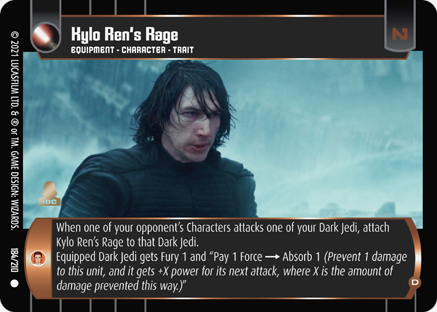 Kylo Ren's Rage
EQUIPMENT - CHARACTER - TRAIT
N
© 2021 LUCASFILM LTD. & ® or TM. GAME DESIGN: WIZARDS.
184/210
When one of your opponent's Characters attacks one of your Dark Jedi, attach
Kylo Ren's Rage to that Dark Jedi.
Equipped Dark Jedi gets Fury 1 and "Pay 1 Force → Absorb 1 (Prevent 1 damage
to this unit, and it gets +X power for its next attack, where X is the amount of
damage prevented this way.)"
D